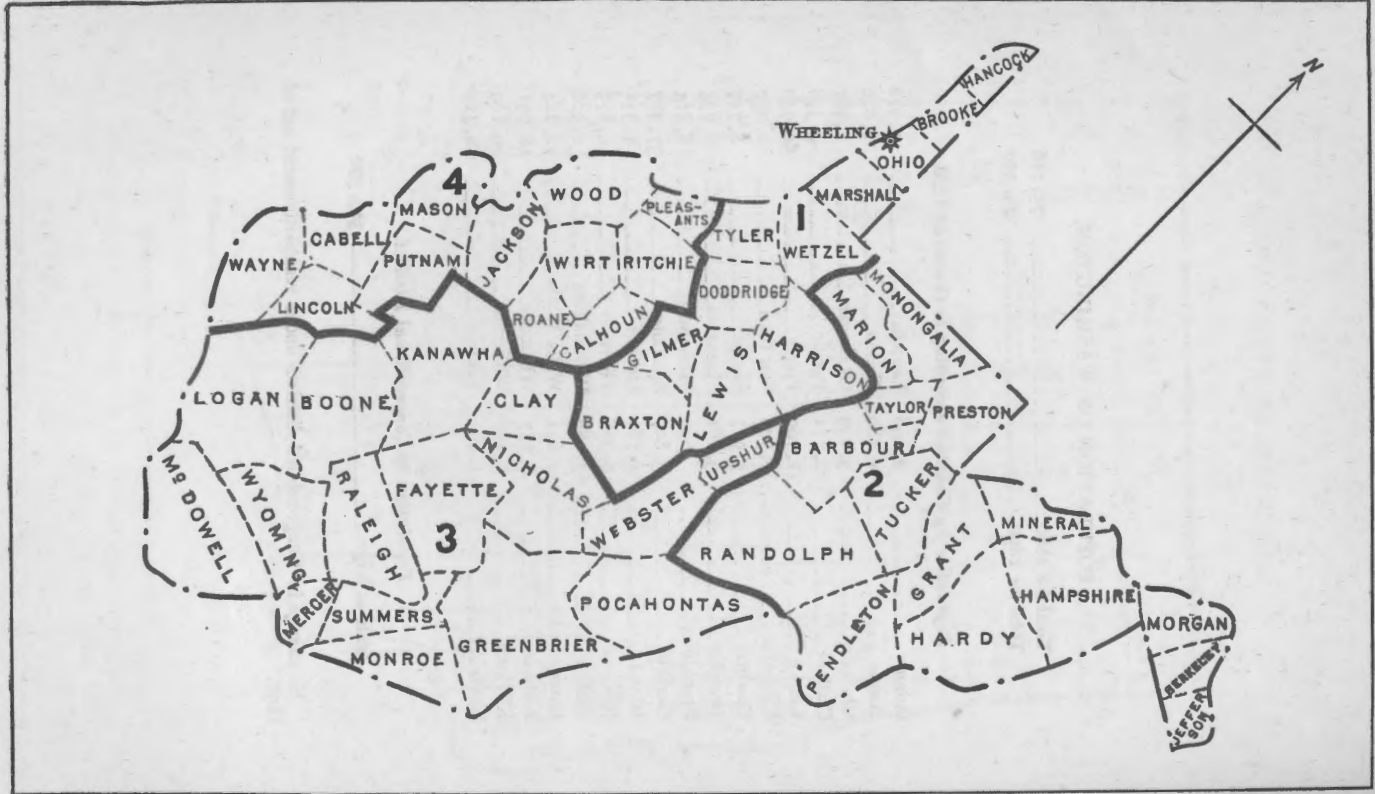 HANCOCK
N
BROOKE
WHEELING
OHIO
4
MARSHALL
WOOD
MASON
PLEAS-
ANTS
1
JACKSON
TYLER
CABELL
WETZEL
WAYNE
PUTNAM
WIRT
RITCHIE
MONONGALIA
DODDRIDGE
LINCOLN
MARION
ROANE
CALHOUN
KANAWHA
GILMER
HARRISON
LEWIS
LOGAN
BOONE
CLAY
TAYLOR
PRESTON
BRAXTON
BARBOUR
UPSHUR
NICHOLAS
Mc DOWELL
WYOMING
RALEIGH
FAYETTE
2
TUCKER
WEBSTER
MINERAL
3
RANDOLPH
GRANT
HAMPSHIRE
MERCER
SUMMERS
POCAHONTAS
PENDLETON
MORGAN
HARDY
MONROE
GREENBRIER
BERKELEY
JEFFER-
SON